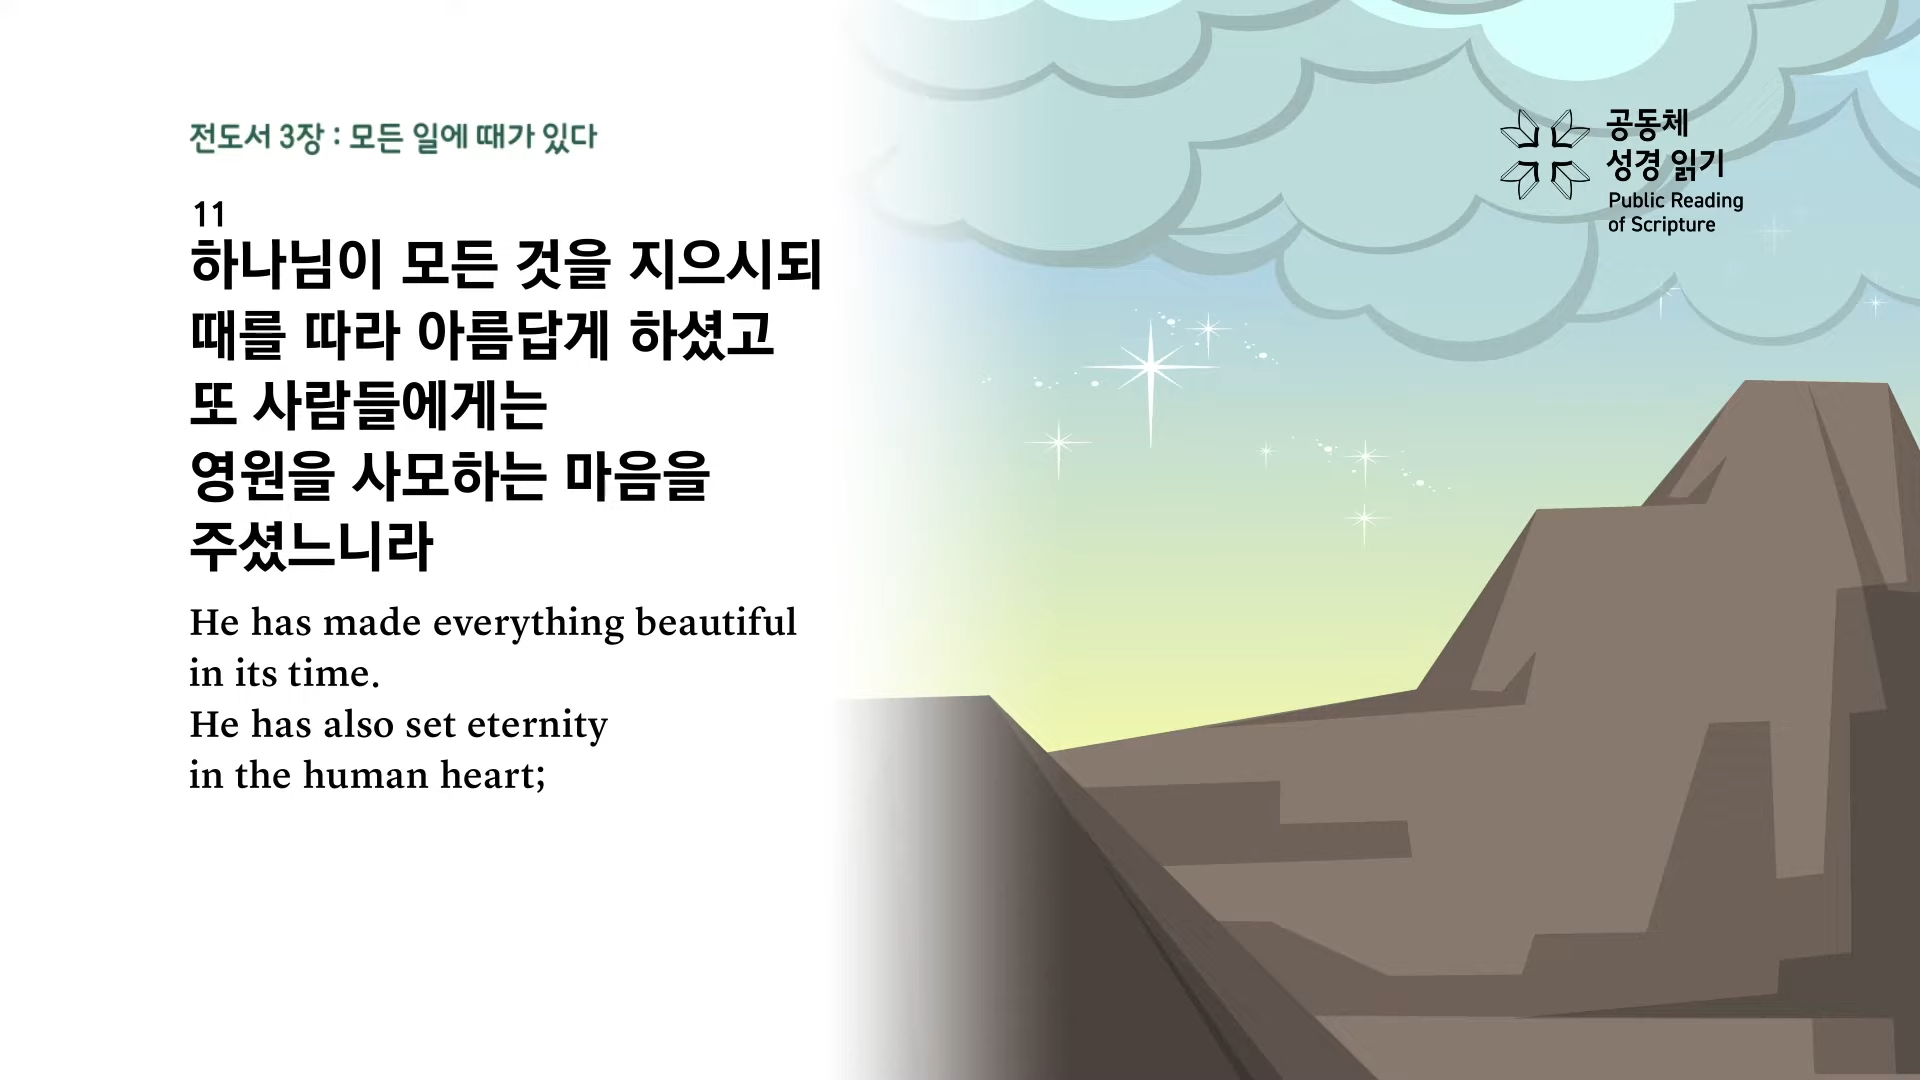 전도서 3장 : 모든 일에 때가 있다
11
하나님이 모든 것을 지으시되
때를 따라 아름답게 하셨고
또 사람들에게는
영원을 사모하는 마음을
주셨느니라
He has made everything beautiful
in its time.
He has also set eternity
in the human heart;
공동체
성경 읽기
Public Reading
of Scripture